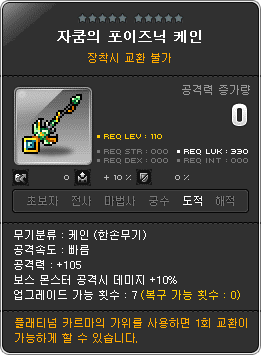 자쿰의 포이즈닉 케인
장착시 교환 불가
공격력 증가량
0
REQ LEV : 110
REQ STR : 000 REQ LUK : 330
REQ DEX : 000 REQ INT : 000
0 + 10 % 0
초보자 전사 마법사 궁수 도적 해적
무기분류 : 케인 (한손무기)
공격속도 : 빠름
공격력 : +105
보스 몬스터 공격시 데미지 +10%
업그레이드 가능 횟수 : 7 (복구 가능 횟수 : 0)
플래티넘 카르마의 가위를 사용하면 1회 교환이
가능하게 할 수 있습니다.